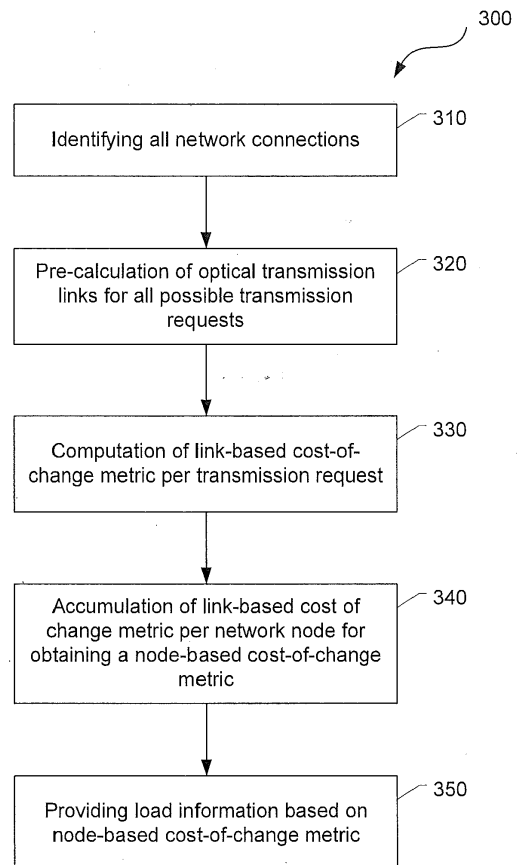 300
310
Identifying all network connections
320
Pre-calculation of optical transmission
links for all possible transmission
requests
330
Computation of link-based cost-of-
change metric per transmission request
340
Accumulation of link-based cost of
change metric per network node for
obtaining a node-based cost-of-change
metric
350
Providing load information based on
node-based cost-of-change metric